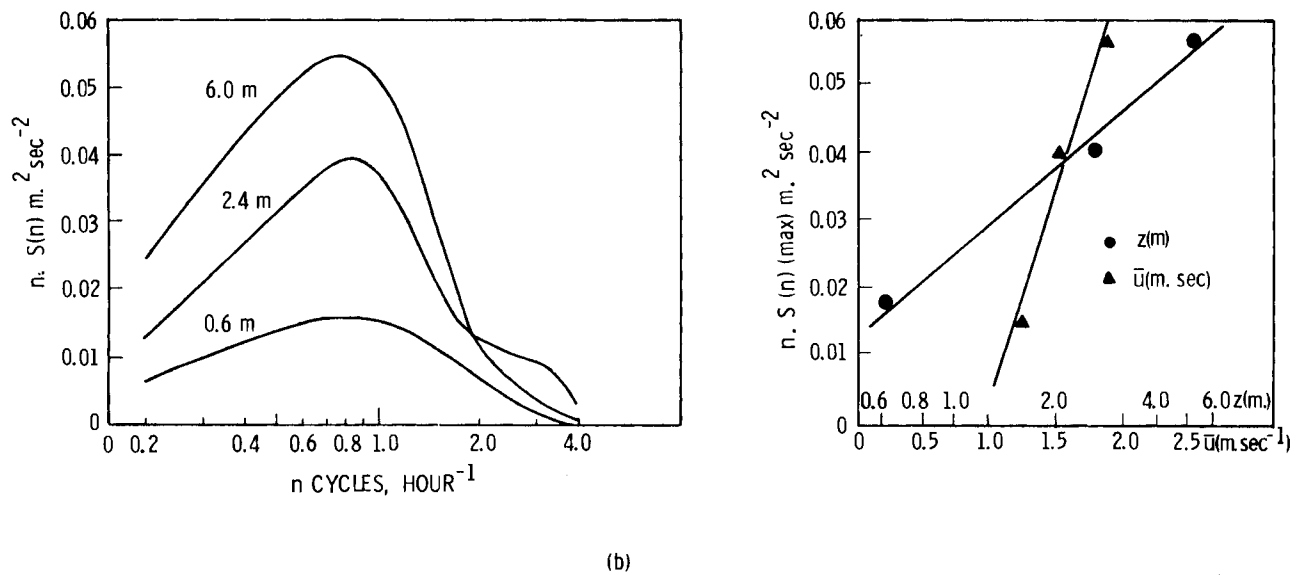 0.06
0.05
0.04
0.03
0.02
0.01
0
n. S(n) m.² sec⁻²
6.0 m
2.4 m
0.6 m
0 0.2 0.4 0.6 0.8 1.0 2.0 4.0
n CYCLES, HOUR⁻¹
0.06
0.05
0.04
0.03
0.02
0.01
0
n. S (n) (max) m.² sec⁻²
● z(m)
▲ ū(m. sec)
0.6 0.8 1.0 2.0 4.0 6.0 z(m.)
0 0.5 1.0 1.5 2.0 2.5 ū(m. sec⁻¹)
(b)